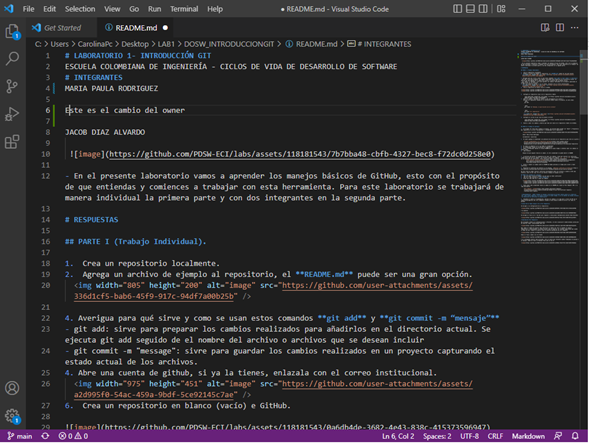 File Edit Selection View Go Run Terminal Help
● README.md - Visual Studio Code
Get Started
README.md ●
C: > Users > CarolinaPc > Desktop > LAB1 > DOSW_INTRODUCCIONGIT > README.md > # INTEGRANTES
1 # LABORATORIO 1- INTRODUCCIÓN GIT
2 ESCUELA COLOMBIANA DE INGENIERÍA - CICLOS DE VIDA DE DESARROLLO DE SOFTWARE
3 # INTEGRANTES
4 MARIA PAULA RODRIGUEZ
5
6 Este es el cambio del owner
7
8 JACOB DIAZ ALVARDO
9
10 ![image](https://github.com/PDSW-ECI/labs/assets/118181543/7b7bba48-cbfb-4327-bec8-f72dc0d258e0)
11
12 - En el presente laboratorio vamos a aprender los manejos básicos de GitHub, esto con el propósito
de que entiendas y comiences a trabajar con esta herramienta. Para este laboratorio se trabajará de
manera individual la primera parte y con dos integrantes en la segunda parte.
13
14 # RESPUESTAS
15
16 ## PARTE I (Trabajo Individual).
17
18 1. Crea un repositorio localmente.
19 2. Agrega un archivo de ejemplo al repositorio, el **README.md** puede ser una gran opción.
20 <img width="805" height="200" alt="image" src="https://github.com/user-attachments/assets/
336d1cf5-bab6-45f9-917c-94df7a00b25b" />
21
22 4. Averigua para qué sirve y como se usan estos comandos **git add** y **git commit -m "mensaje"**
23 - git add: sirve para preparar los cambios realizados para añadirlos en el directorio actual. Se
ejecuta git add seguido de el nombre del archivo o archivos que se desean incluir
24 - git commit -m "message": sirve para guardar los cambios realizados en un proyecto capturando el
estado actual de los archivos.
25 4. Abre una cuenta de github, si ya la tienes, enlazala con el correo institucional.
26 <img width="975" height="451" alt="image" src="https://github.com/user-attachments/assets/
a2d995f0-54ac-459a-9bdf-5ce92145c7ae" />
27 6. Crea un repositorio en blanco (vacío) e GitHub.
28
29 ![image](https://github.com/PDSW-ECI/labs/assets/118181543/0a6db4de-3682-4e43-838c-415373596947)
main
0 0
Ln 6, Col 2 Spaces: 2 UTF-8 CRLF Markdown